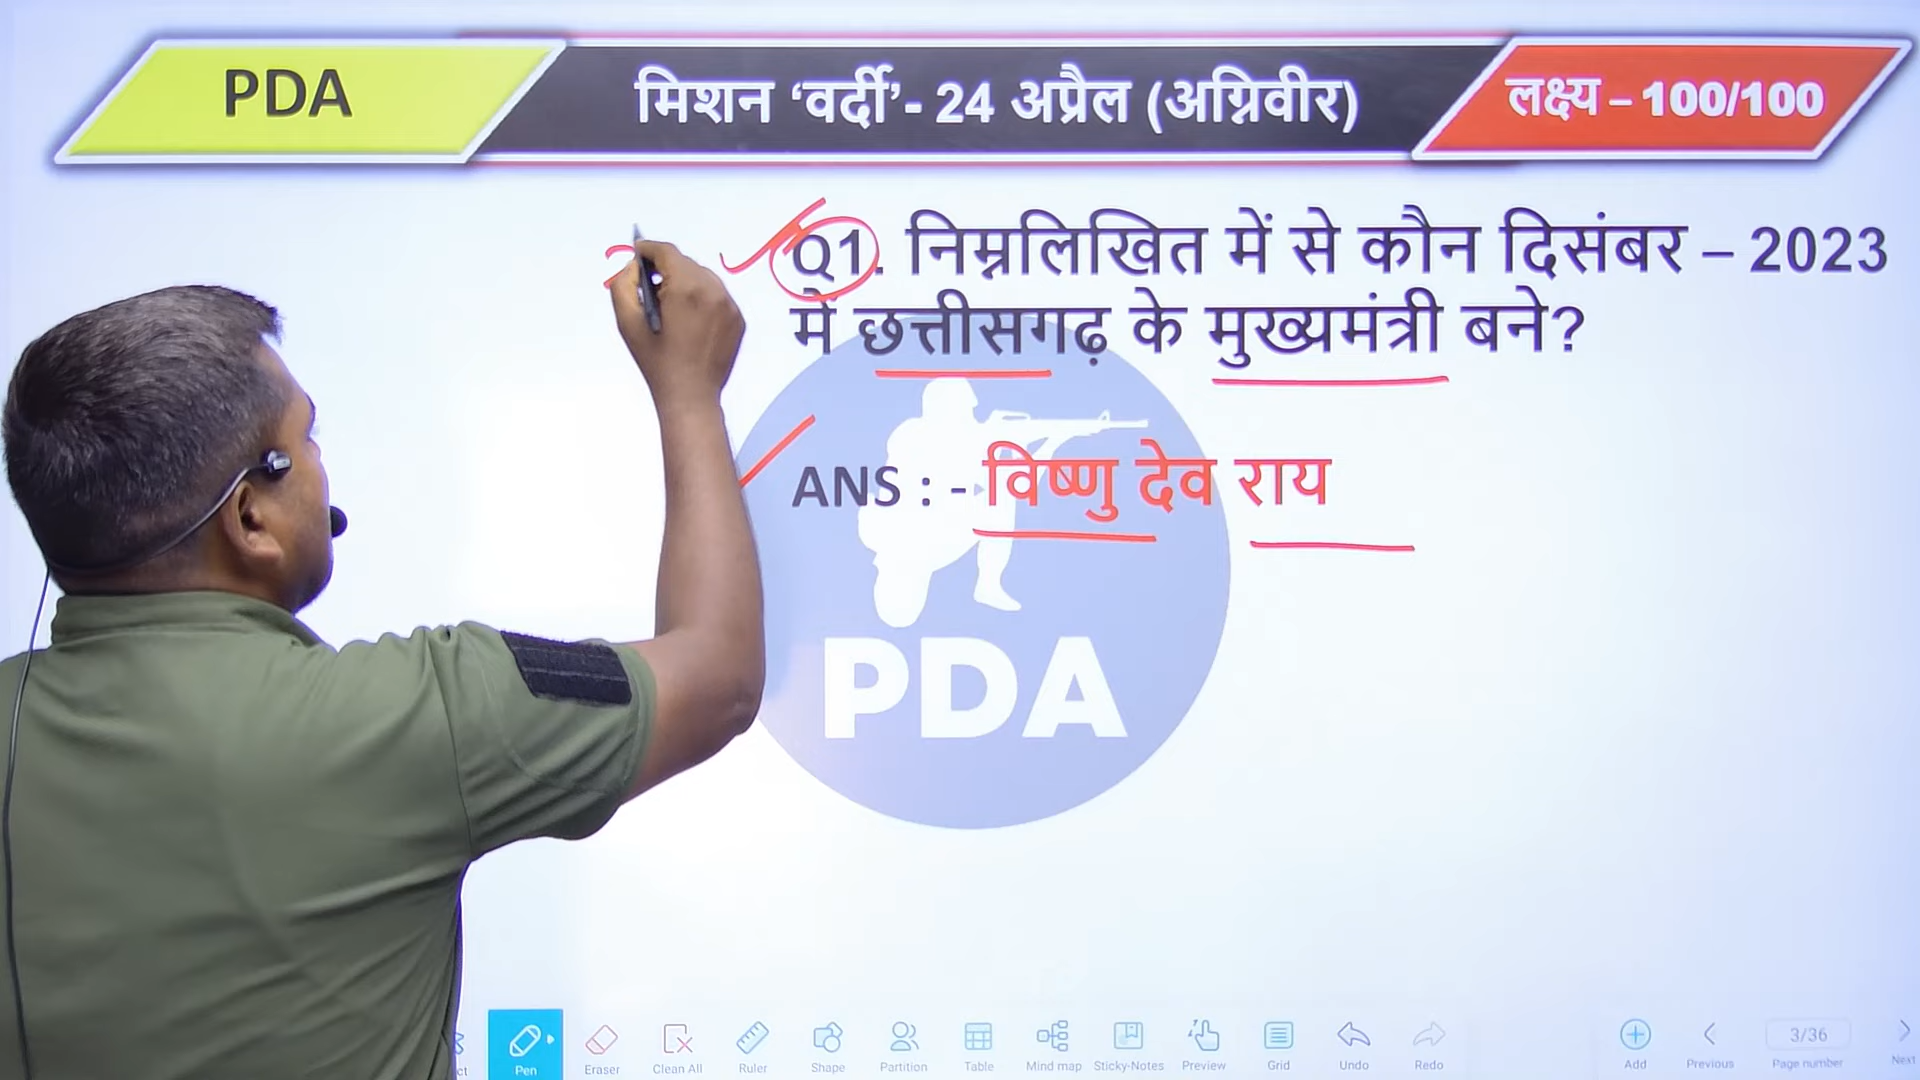 PDA
मिशन ‘वर्दी’- 24 अप्रैल (अग्निवीर)
लक्ष्य – 100/100
Q1. निम्नलिखित में से कौन दिसंबर – 2023
में छत्तीसगढ़ के मुख्यमंत्री बने?
ANS : - विष्णु देव राय
PDA
Pen
Eraser
Clean All
Ruler
Shape
Partition
Table
Mind map
Sticky-Notes
Preview
Grid
Undo
Redo
Add
Previous
3/36
Page number
Next